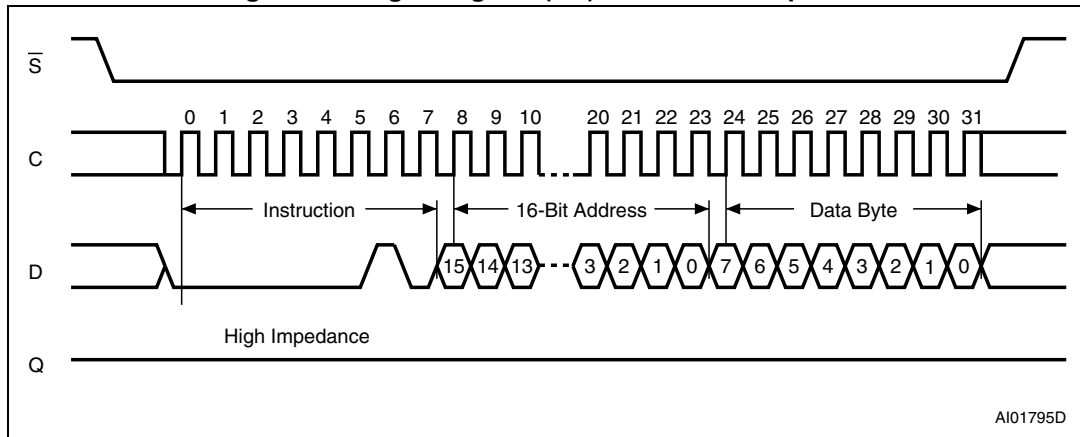 S
0 1 2 3 4 5 6 7 8 9 10 20 21 22 23 24 25 26 27 28 29 30 31
C
Instruction 16-Bit Address Data Byte
D
15 14 13 3 2 1 0 7 6 5 4 3 2 1 0
High Impedance
Q
AI01795D